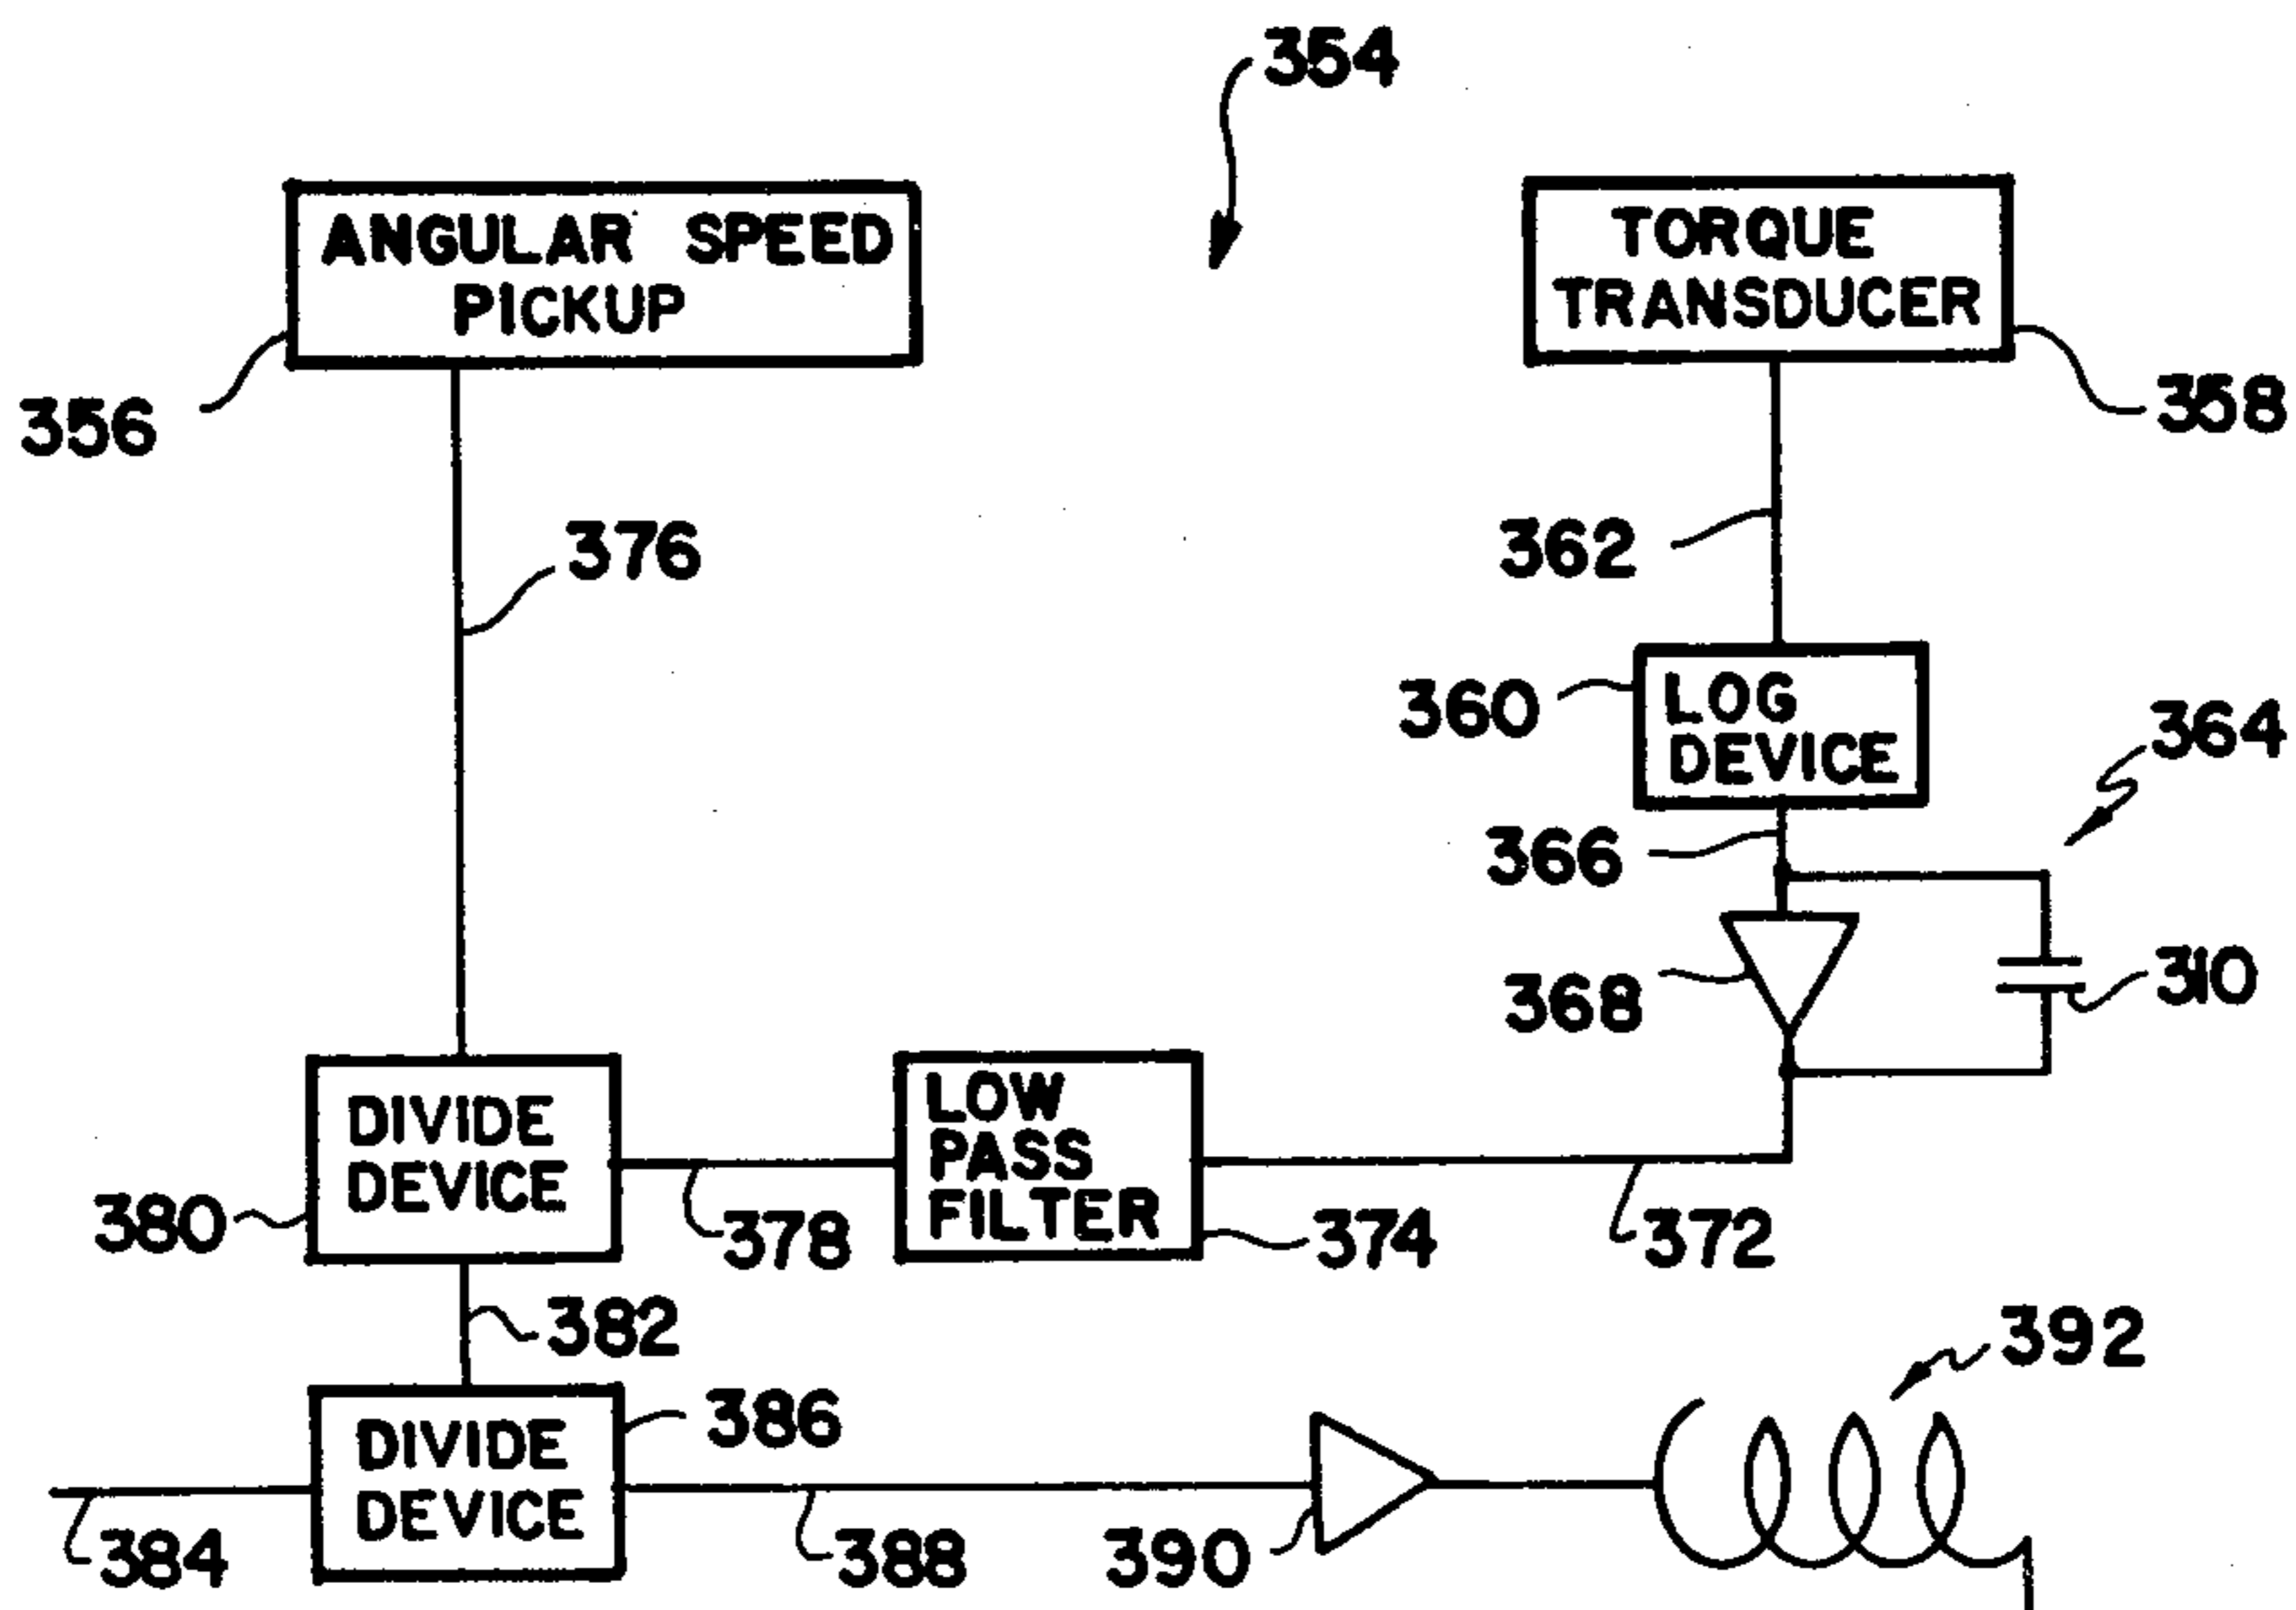 354
ANGULAR SPEED
PICKUP
TORQUE
TRANSDUCER
356
358
376
362
360
LOG
DEVICE
364
366
368
310
DIVIDE
DEVICE
LOW
PASS
FILTER
380
378
374
372
382
392
DIVIDE
DEVICE
386
384
388
390